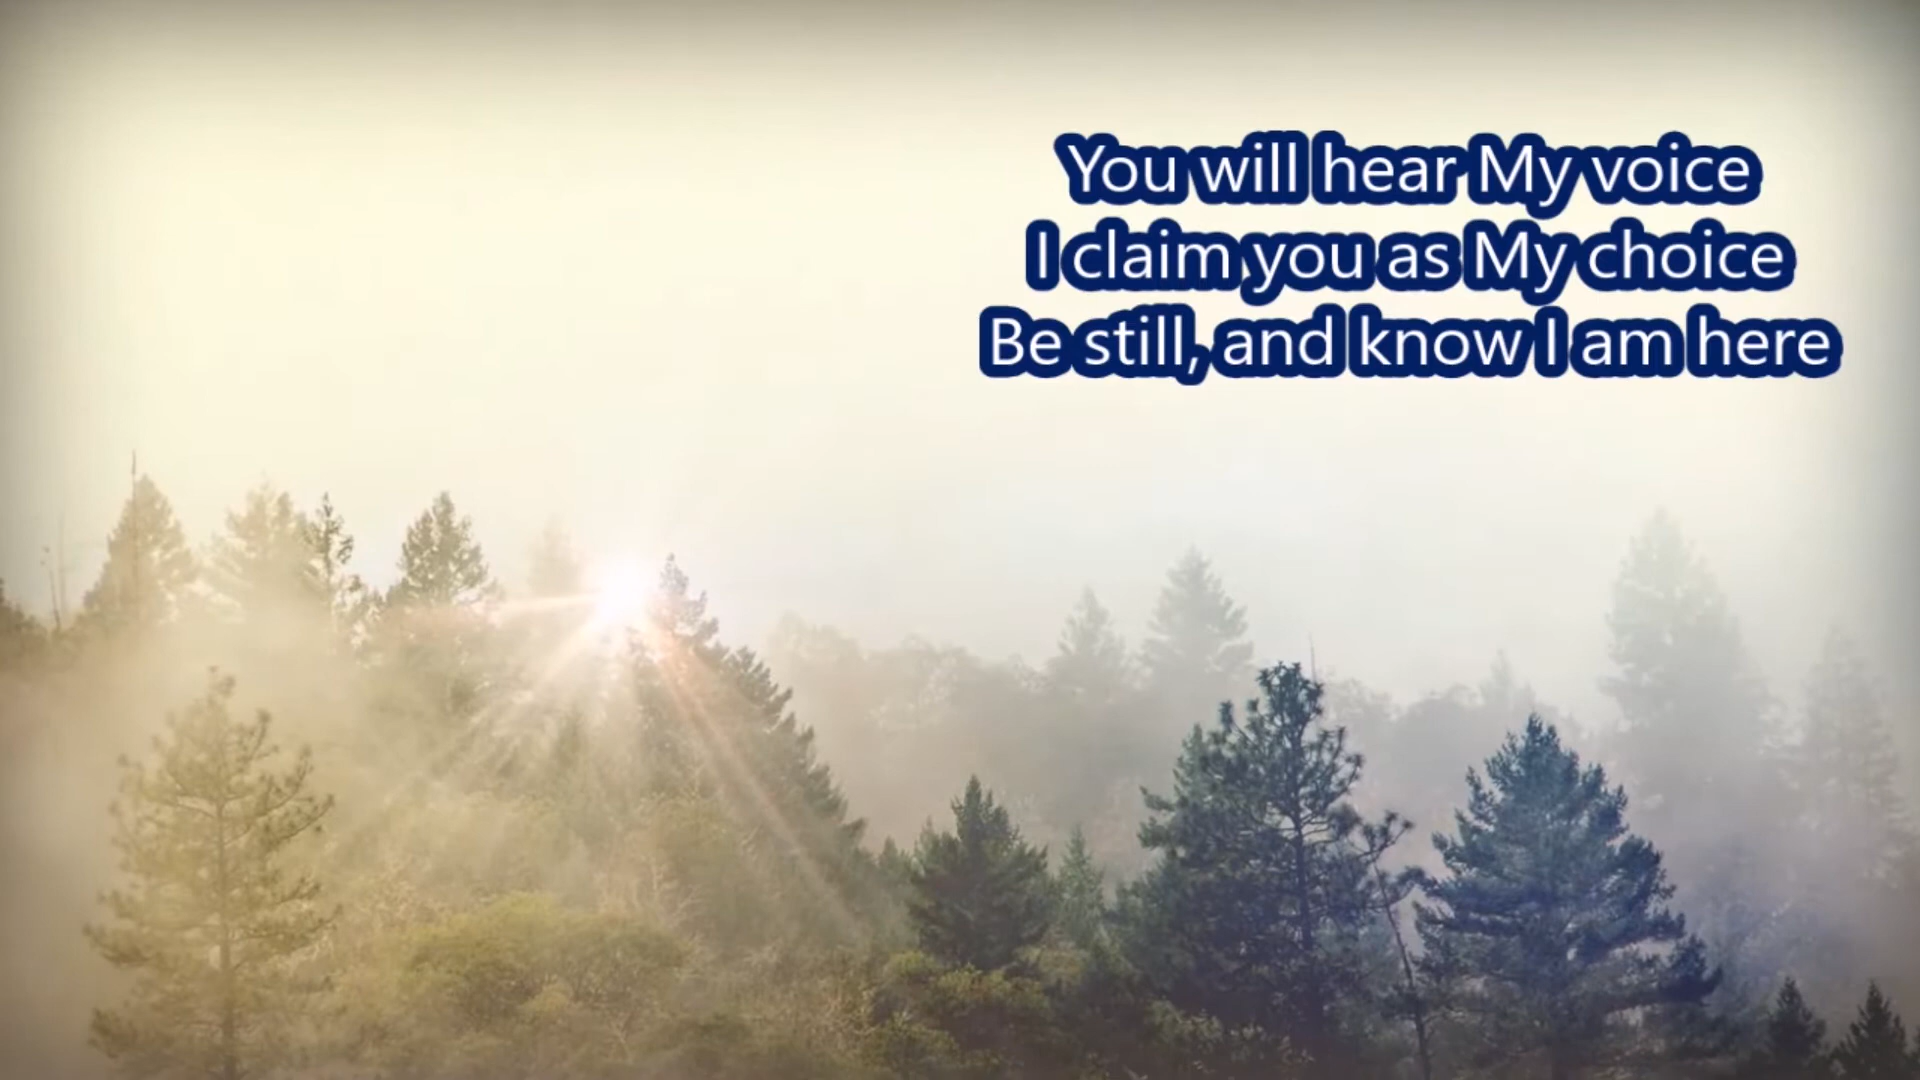 You will hear My voice
I claim you as My choice
Be still, and know I am here